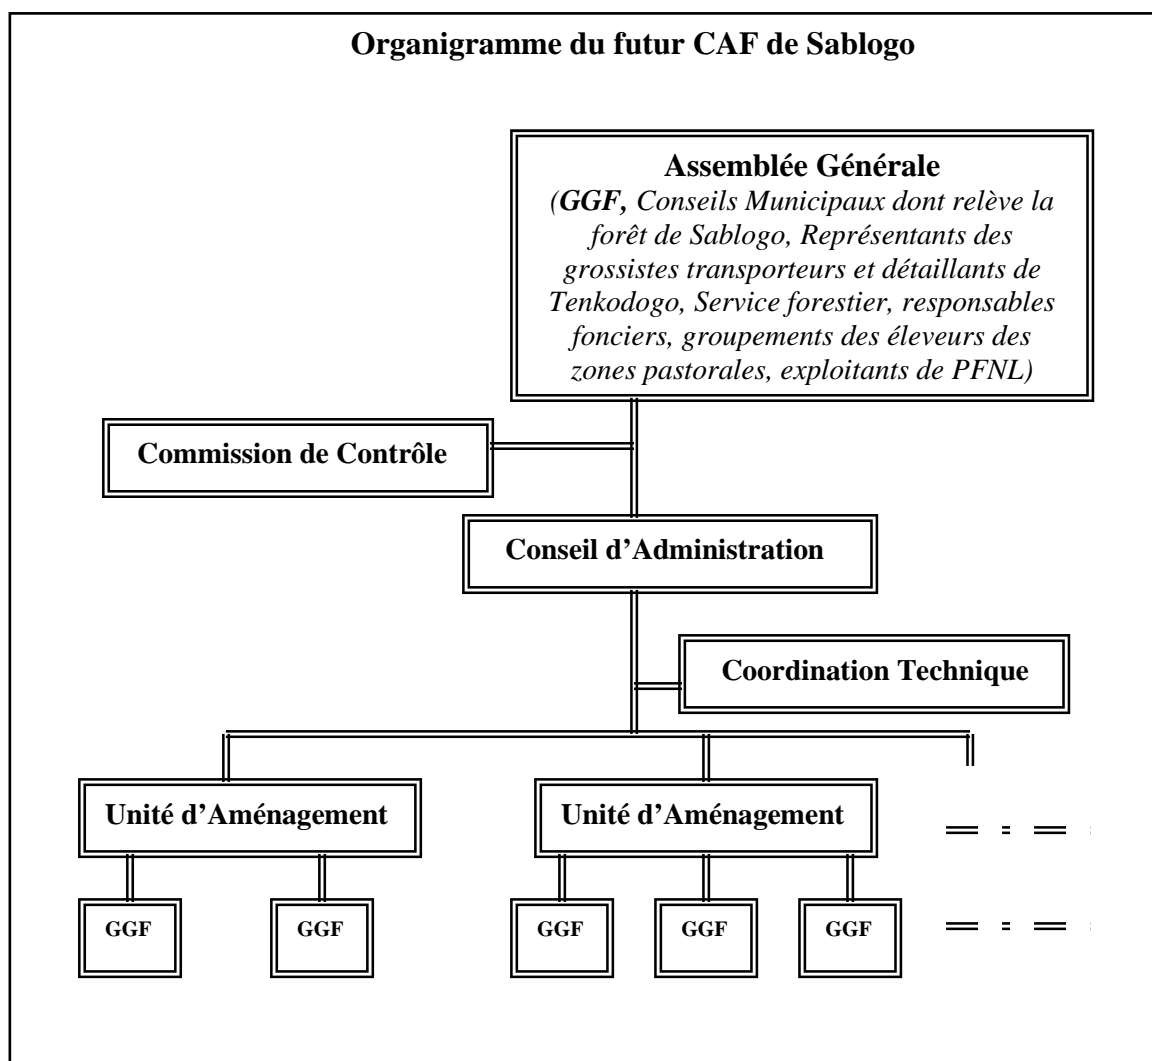 Organigramme du futur CAF de Sablogo
Assemblée Générale
(GGF, Conseils Municipaux dont relève la
forêt de Sablogo, Représentants des
grossistes transporteurs et détaillants de
Tenkodogo, Service forestier, responsables
fonciers, groupements des éleveurs des
zones pastorales, exploitants de PFNL)
Commission de Contrôle
Conseil d’Administration
Coordination Technique
Unité d’Aménagement
Unité d’Aménagement
GGF
GGF
GGF
GGF
GGF